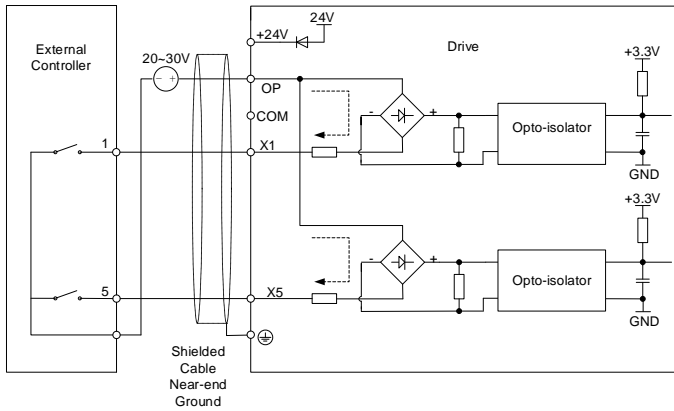 External
Controller
20~30V
- +
+24V
24V
Drive
+3.3V
OP
COM
- +
Opto-isolator
1
X1
GND
+3.3V
- +
Opto-isolator
5
X5
GND
Shielded
Cable
Near-end
Ground